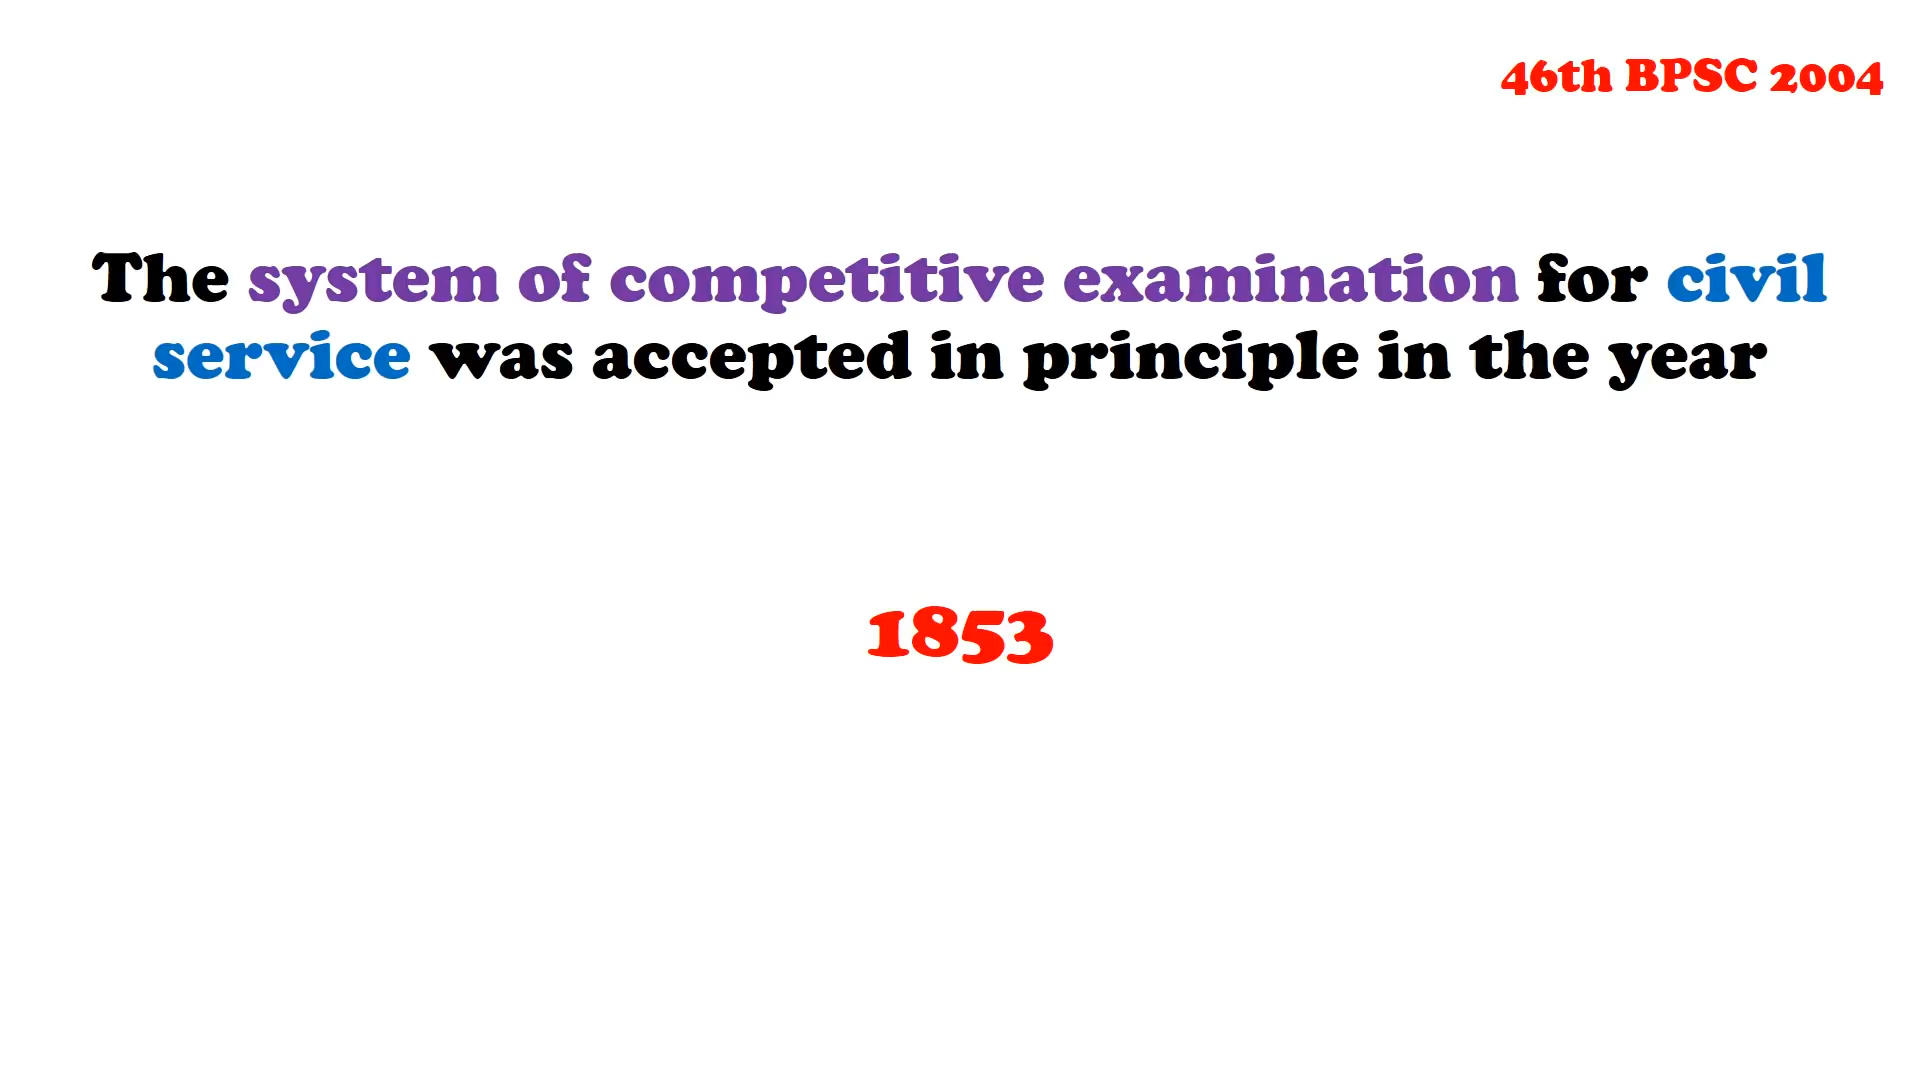 46th BPSC 2004
The system of competitive examination for civil
service was accepted in principle in the year
1853